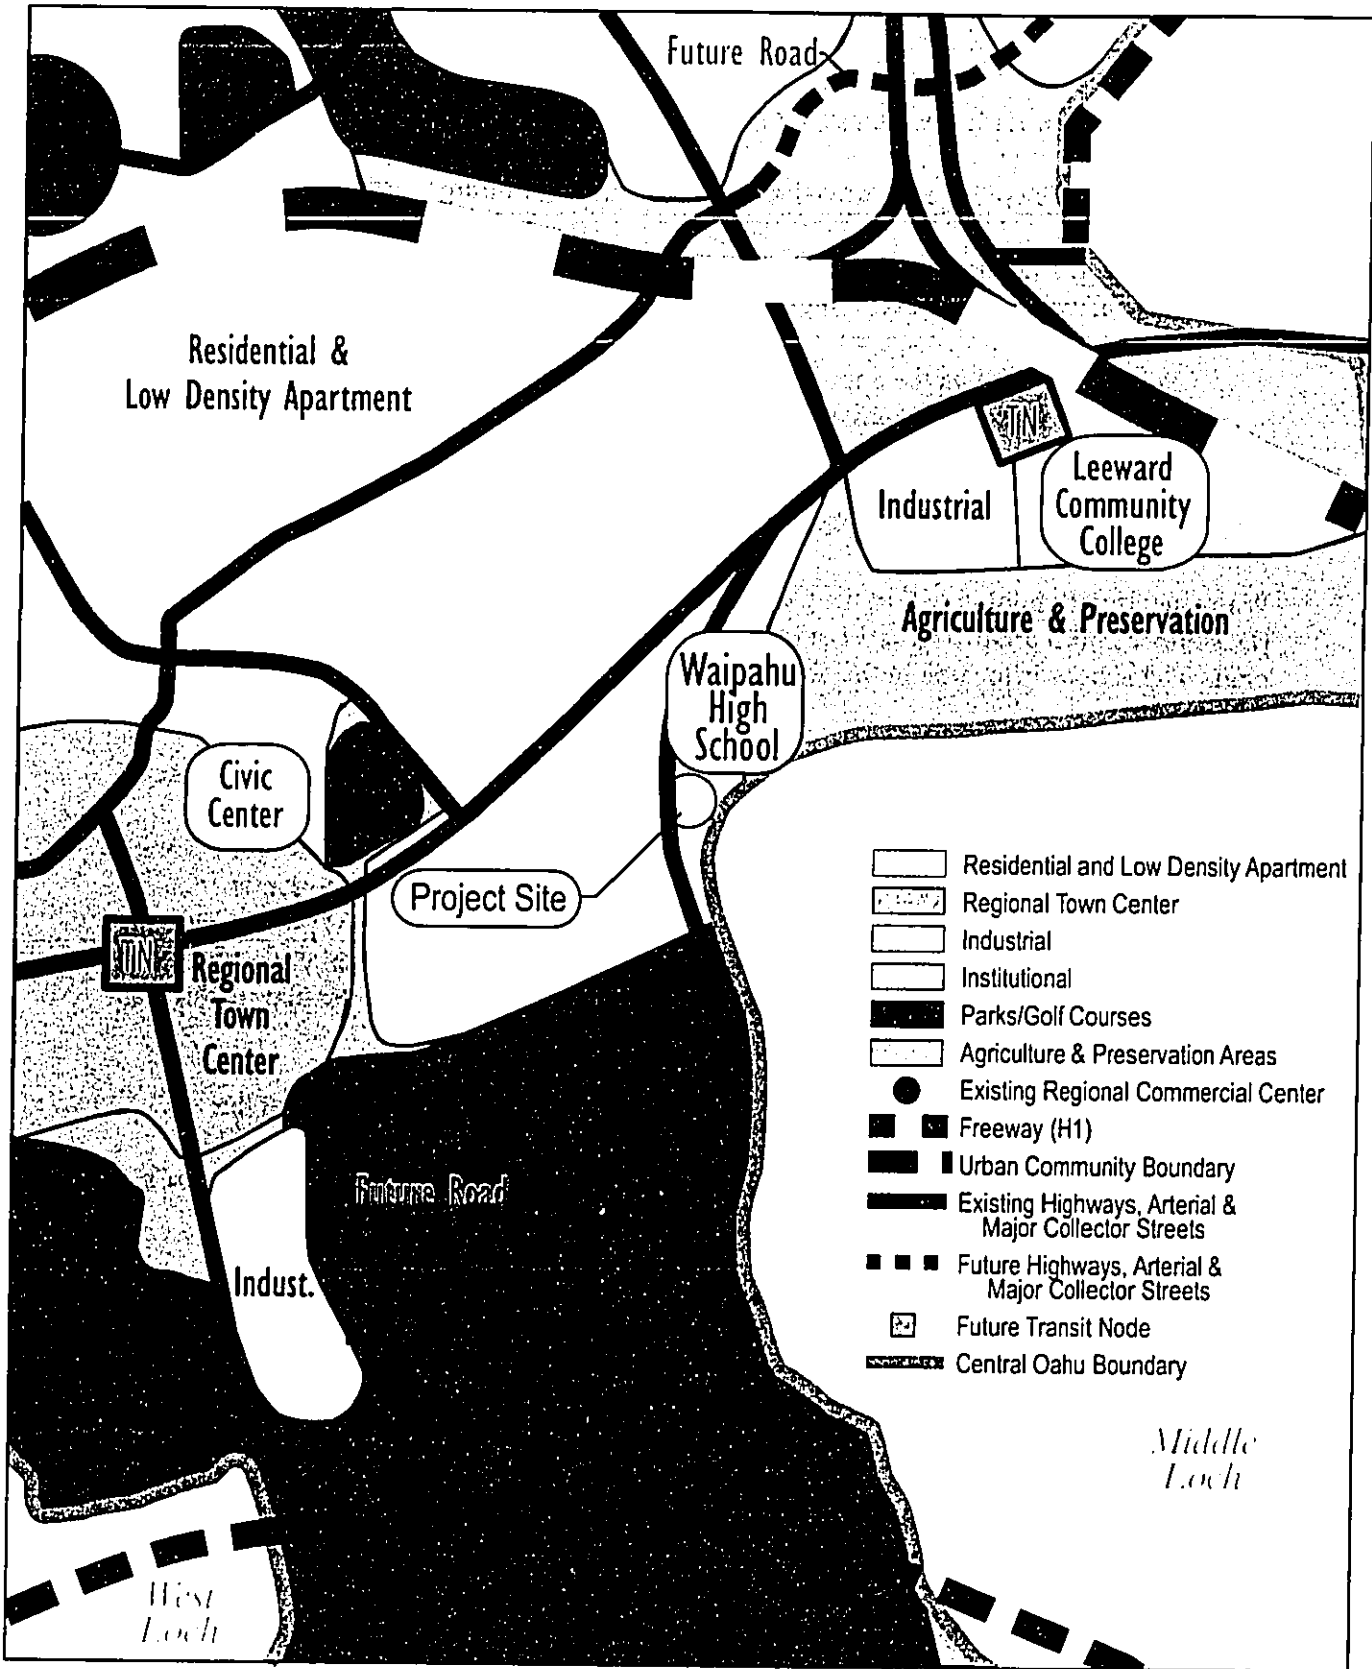 Future Road
Residential &
Low Density Apartment
TN
Leeward
Community
College
Industrial
Agriculture & Preservation
Waipahu
High
School
Civic
Center
Project Site
TN
Regional
Town
Center
Future Road
Indust.
Residential and Low Density Apartment
Regional Town Center
Industrial
Institutional
Parks/Golf Courses
Agriculture & Preservation Areas
Existing Regional Commercial Center
Freeway (H1)
Urban Community Boundary
Existing Highways, Arterial &
Major Collector Streets
Future Highways, Arterial &
Major Collector Streets
Future Transit Node
Central Oahu Boundary
Middle
Loch
West
Loch